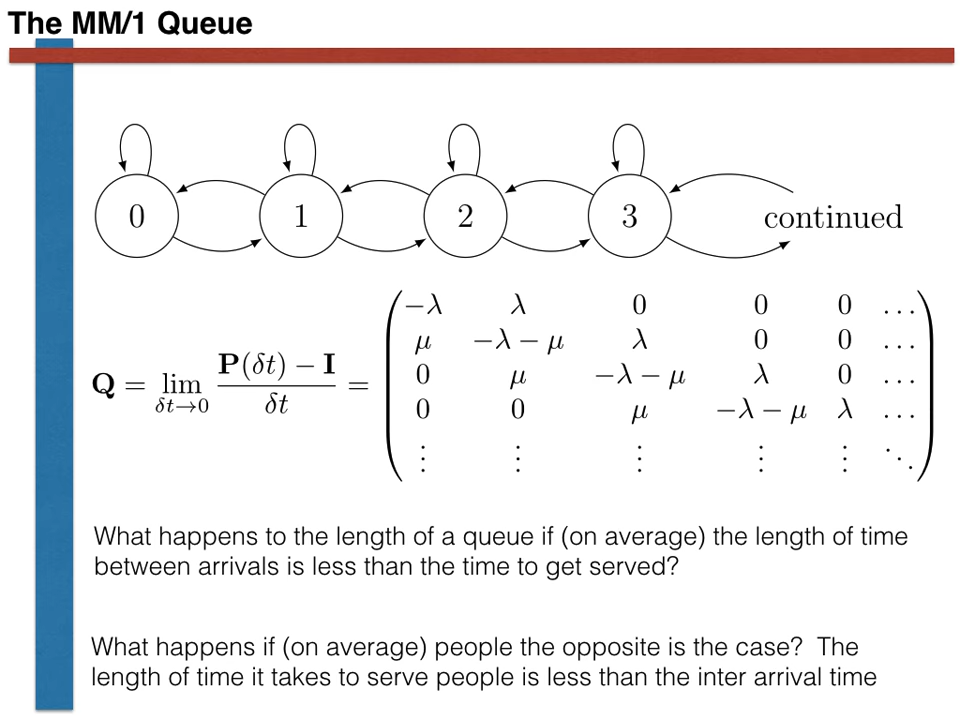 The MM/1 Queue
0 1 2 3 continued
−λ λ 0 0 0 ...
μ −λ − μ λ 0 0 ...
Q = lim δt→0 P(δt) − I / δt =
0 μ −λ − μ λ 0 ...
0 0 μ −λ − μ λ ...
⋮ ⋮ ⋮ ⋮ ⋮ ⋱
What happens to the length of a queue if (on average) the length of time
between arrivals is less than the time to get served?
What happens if (on average) people the opposite is the case? The
length of time it takes to serve people is less than the inter arrival time